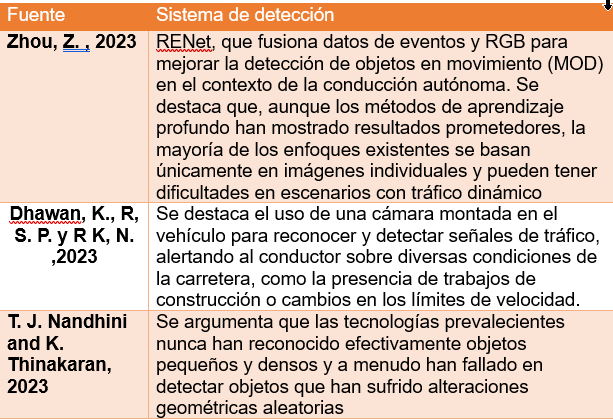 Fuente
Sistema de detección
Zhou, Z. , 2023
RENet, que fusiona datos de eventos y RGB para
mejorar la detección de objetos en movimiento (MOD)
en el contexto de la conducción autónoma. Se
destaca que, aunque los métodos de aprendizaje
profundo han mostrado resultados prometedores, la
mayoría de los enfoques existentes se basan
únicamente en imágenes individuales y pueden tener
dificultades en escenarios con tráfico dinámico
Dhawan, K., R,
S. P. y R K, N.
,2023
Se destaca el uso de una cámara montada en el
vehículo para reconocer y detectar señales de tráfico,
alertando al conductor sobre diversas condiciones de
la carretera, como la presencia de trabajos de
construcción o cambios en los límites de velocidad.
T. J. Nandhini
and K.
Thinakaran,
2023
Se argumenta que las tecnologías prevalecientes
nunca han reconocido efectivamente objetos
pequeños y densos y a menudo han fallado en
detectar objetos que han sufrido alteraciones
geométricas aleatorias